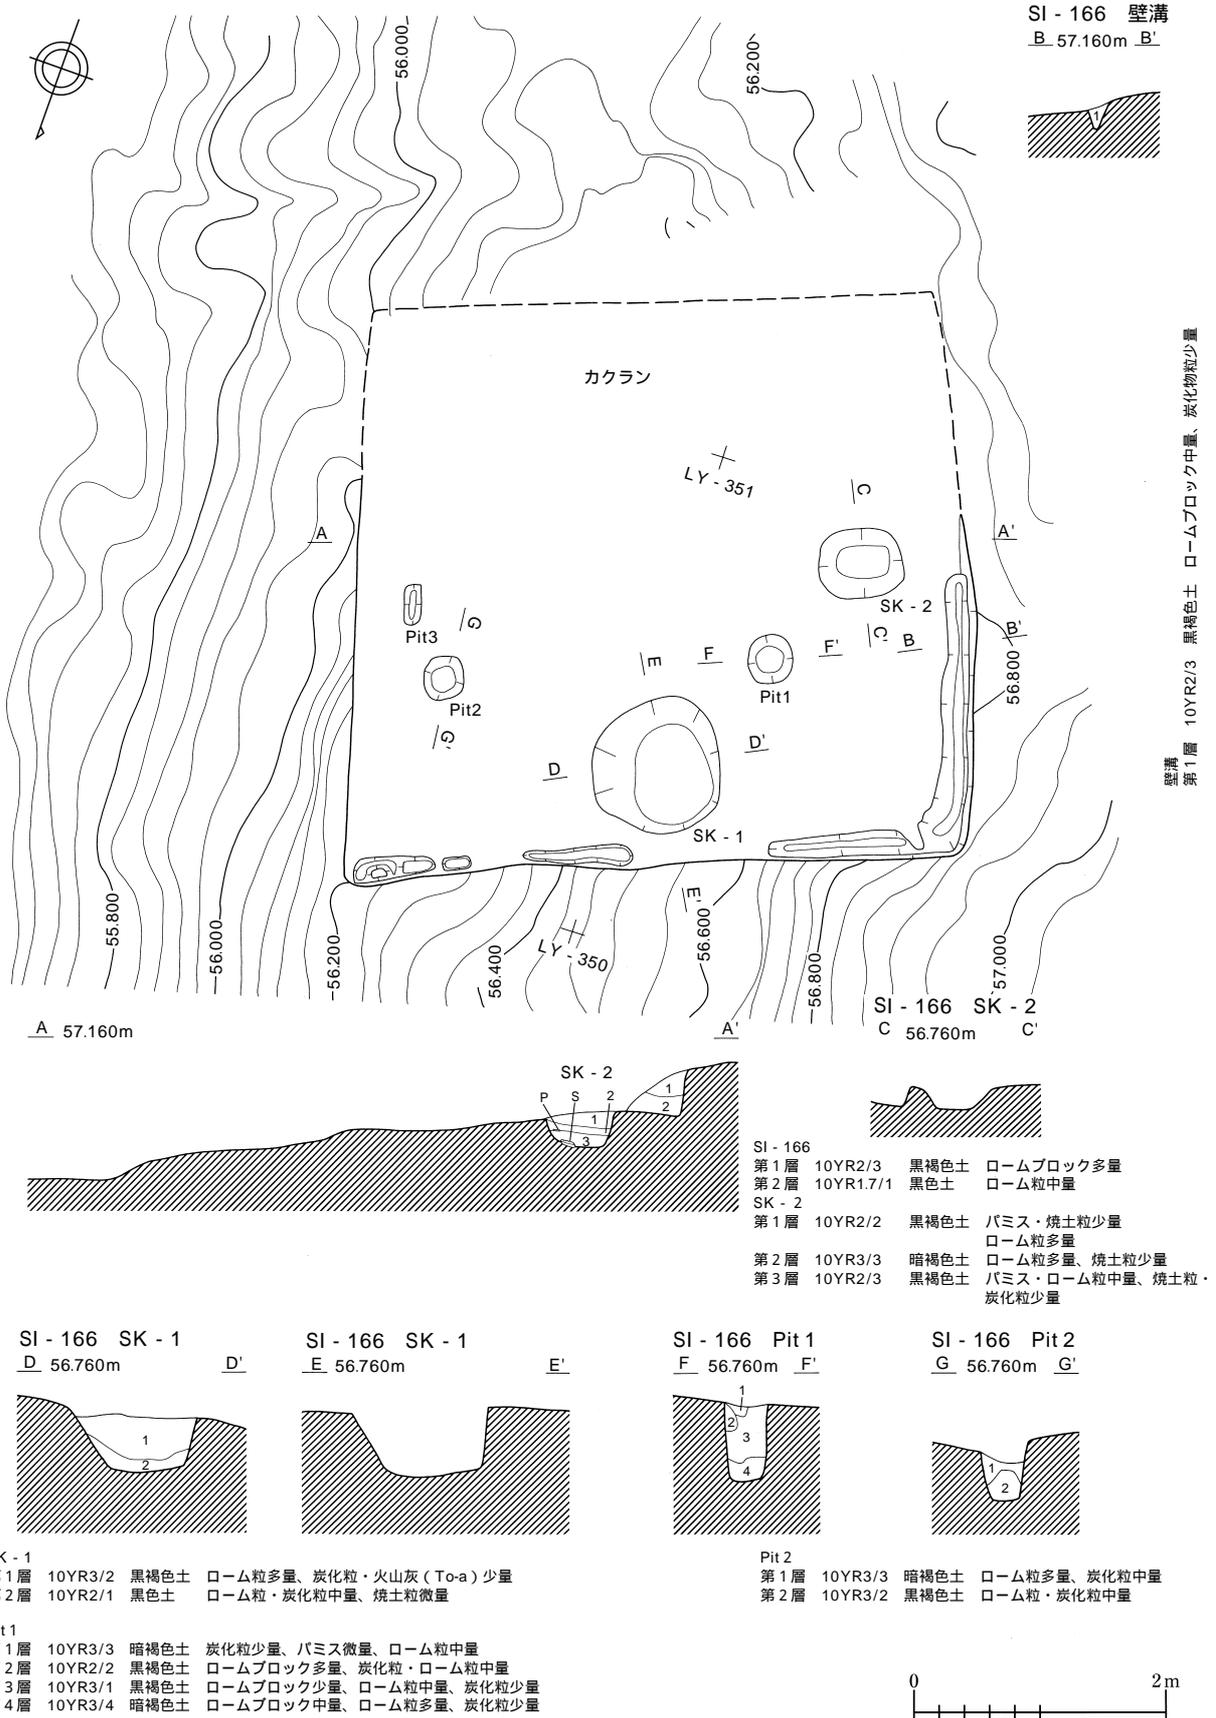 SI - 166　壁溝
B 57.160m B'
1
56.000
56.200
カクラン
LY - 351
C
A
A'
SK - 2
Pit3
G
C'
B
B'
E
F
F'
Pit1
56.800
Pit2
G'
D
D'
SK - 1
E'
LY - 350
55.800
56.000
56.200
56.400
56.600
56.800
57.000
壁溝
第1層　10YR2/3　黒褐色土　ロームブロック中量、炭化物粒少量
A 57.160m
A'
SK - 2
P S 2
1
3
1
2
SI - 166　SK - 2
C 56.760m C'
SI - 166
第1層　10YR2/3　黒褐色土　ロームブロック多量
第2層　10YR1.7/1　黒色土　ローム粒中量
SK - 2
第1層　10YR2/2　黒褐色土　パミス・焼土粒少量
ローム粒多量
第2層　10YR3/3　暗褐色土　ローム粒多量、焼土粒少量
第3層　10YR2/3　黒褐色土　パミス・ローム粒中量、焼土粒・
炭化粒少量
SI - 166　SK - 1
D 56.760m D'
1
2
SI - 166　SK - 1
E 56.760m E'
SI - 166　Pit 1
F 56.760m F'
1
2
3
4
SI - 166　Pit 2
G 56.760m G'
1
2
K - 1
1層　10YR3/2　黒褐色土　ローム粒多量、炭化粒・火山灰（To-a）少量
2層　10YR2/1　黒色土　ローム粒・炭化粒中量、焼土粒微量
t 1
1層　10YR3/3　暗褐色土　炭化粒少量、パミス微量、ローム粒中量
2層　10YR2/2　黒褐色土　ロームブロック多量、炭化粒・ローム粒中量
3層　10YR3/1　黒褐色土　ロームブロック少量、ローム粒中量、炭化粒少量
4層　10YR3/4　暗褐色土　ロームブロック中量、ローム粒多量、炭化粒少量
Pit 2
第1層　10YR3/3　暗褐色土　ローム粒多量、炭化粒中量
第2層　10YR3/2　黒褐色土　ローム粒・炭化粒中量
0　2m